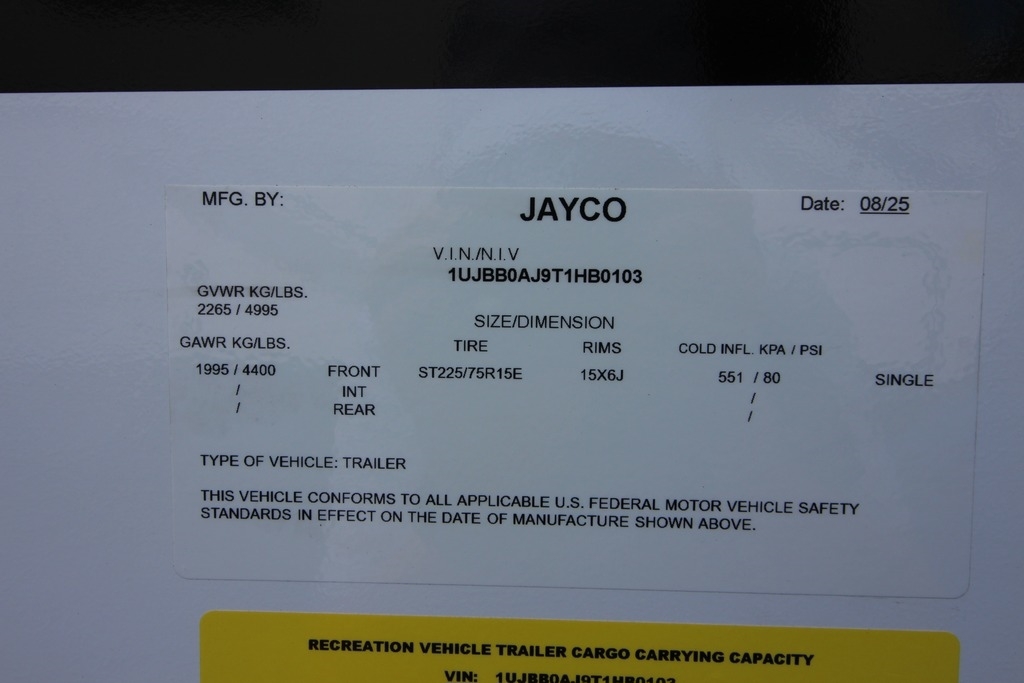 MFG. BY: JAYCO Date: 08/25
V.I.N./N.I.V
1UJBB0AJ9T1HB0103
GVWR KG/LBS.
2265 / 4995
SIZE/DIMENSION
GAWR KG/LBS. TIRE RIMS COLD INFL. KPA / PSI
1995 / 4400 FRONT ST225/75R15E 15X6J 551 / 80 SINGLE
/ INT /
/ REAR /
TYPE OF VEHICLE: TRAILER
THIS VEHICLE CONFORMS TO ALL APPLICABLE U.S. FEDERAL MOTOR VEHICLE SAFETY
STANDARDS IN EFFECT ON THE DATE OF MANUFACTURE SHOWN ABOVE.
RECREATION VEHICLE TRAILER CARGO CARRYING CAPACITY
VIN: 1UJBB0AJ9T1HB0103